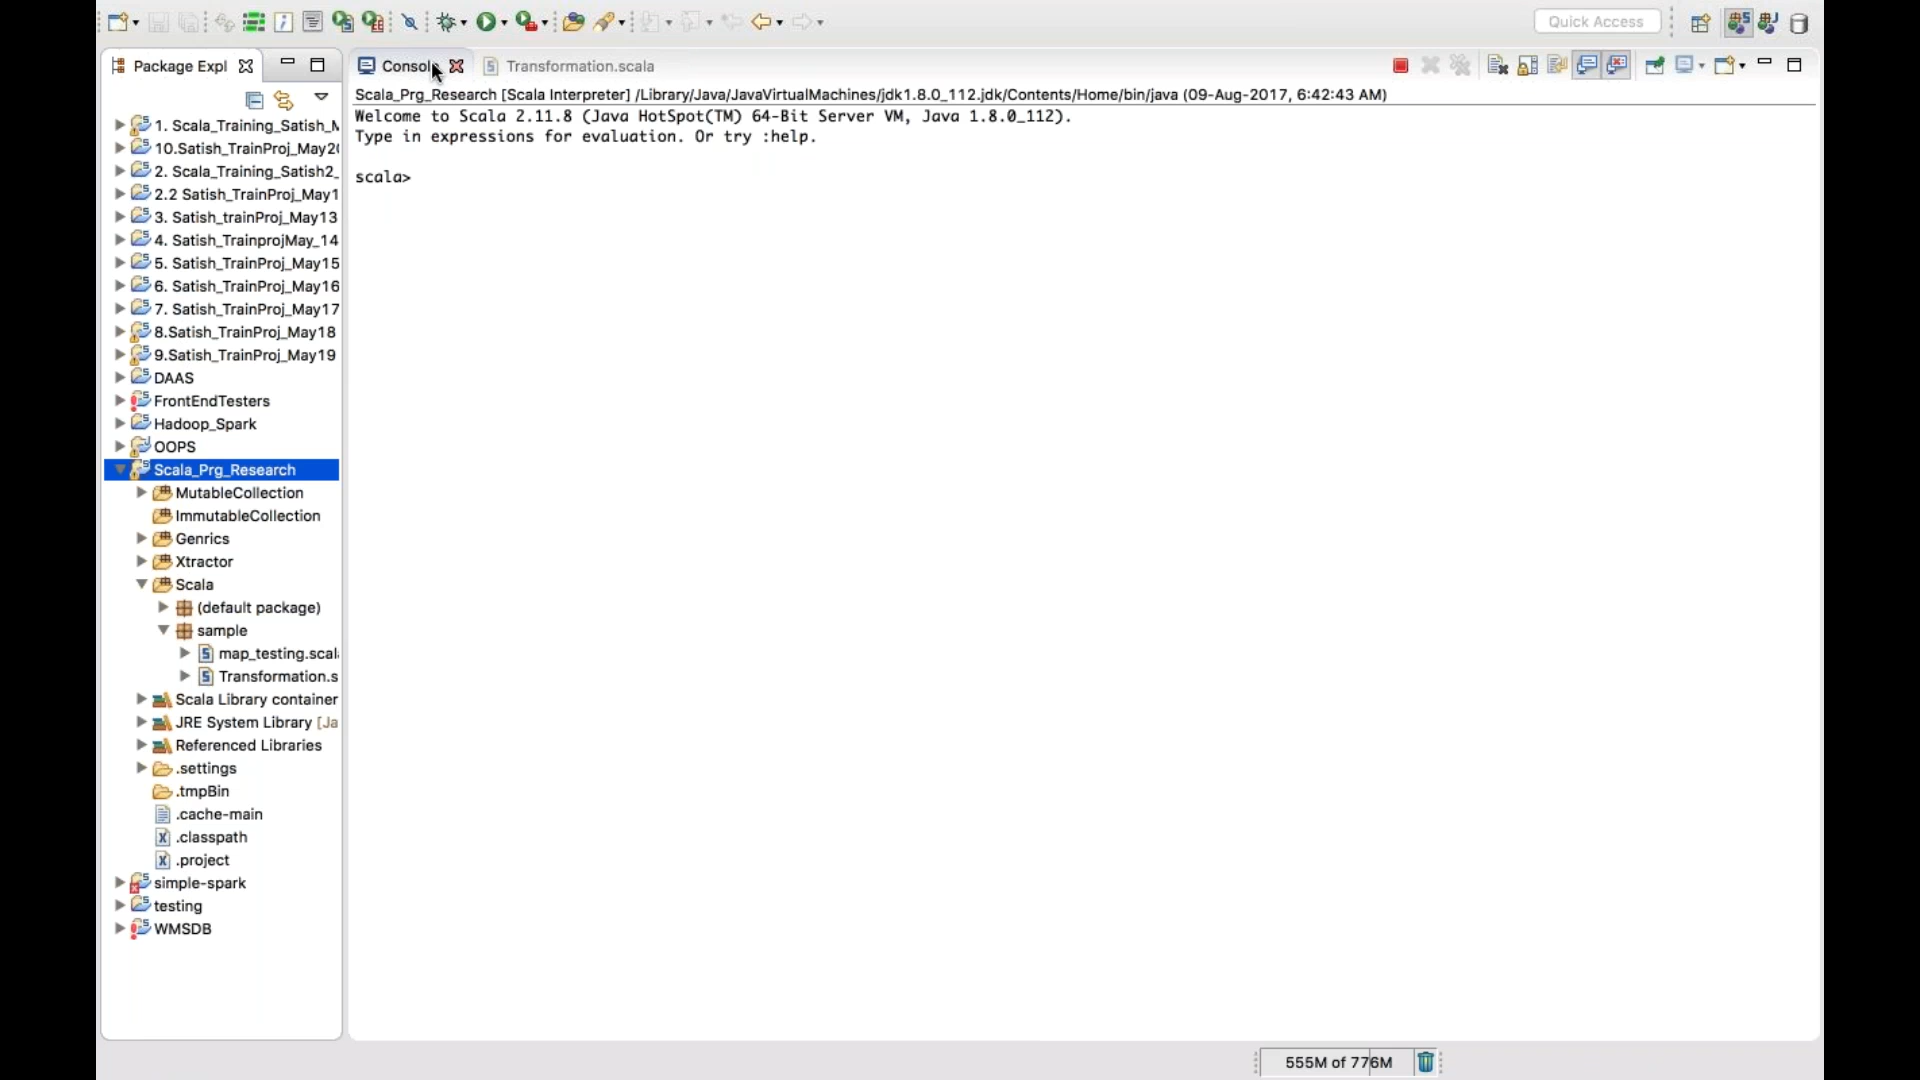 Quick Access
Package Expl
Console
Transformation.scala
Scala_Prg_Research [Scala Interpreter] /Library/Java/JavaVirtualMachines/jdk1.8.0_112.jdk/Contents/Home/bin/java (09-Aug-2017, 6:42:43 AM)
Welcome to Scala 2.11.8 (Java HotSpot(TM) 64-Bit Server VM, Java 1.8.0_112).
Type in expressions for evaluation. Or try :help.
scala>
1. Scala_Training_Satish_M
10.Satish_TrainProj_May20
2. Scala_Training_Satish2_
2.2 Satish_TrainProj_May1
3. Satish_trainProj_May13
4. Satish_TrainprojMay_14
5. Satish_TrainProj_May15
6. Satish_TrainProj_May16
7. Satish_TrainProj_May17
8.Satish_TrainProj_May18
9.Satish_TrainProj_May19
DAAS
FrontEndTesters
Hadoop_Spark
OOPS
Scala_Prg_Research
MutableCollection
ImmutableCollection
Genrics
Xtractor
Scala
(default package)
sample
map_testing.scal
Transformation.s
Scala Library container
JRE System Library [Ja
Referenced Libraries
.settings
.tmpBin
.cache-main
.classpath
.project
simple-spark
testing
WMSDB
555M of 776M